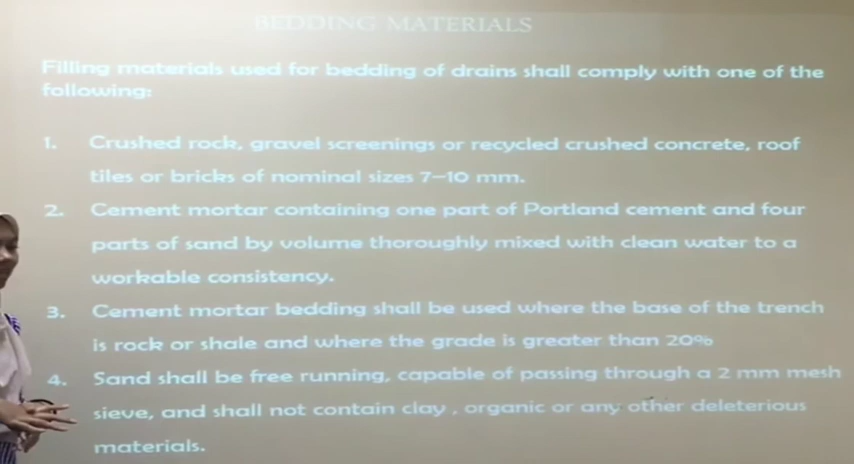 BEDDING MATERIALS
Filling materials used for bedding of drains shall comply with one of the
following:
1. Crushed rock, gravel screenings or recycled crushed concrete, roof
tiles or bricks of nominal sizes 7–10 mm.
2. Cement mortar containing one part of Portland cement and four
parts of sand by volume thoroughly mixed with clean water to a
workable consistency.
3. Cement mortar bedding shall be used where the base of the trench
is rock or shale and where the grade is greater than 20%
4. Sand shall be free running, capable of passing through a 2 mm mesh
sieve, and shall not contain clay , organic or any other deleterious
materials.